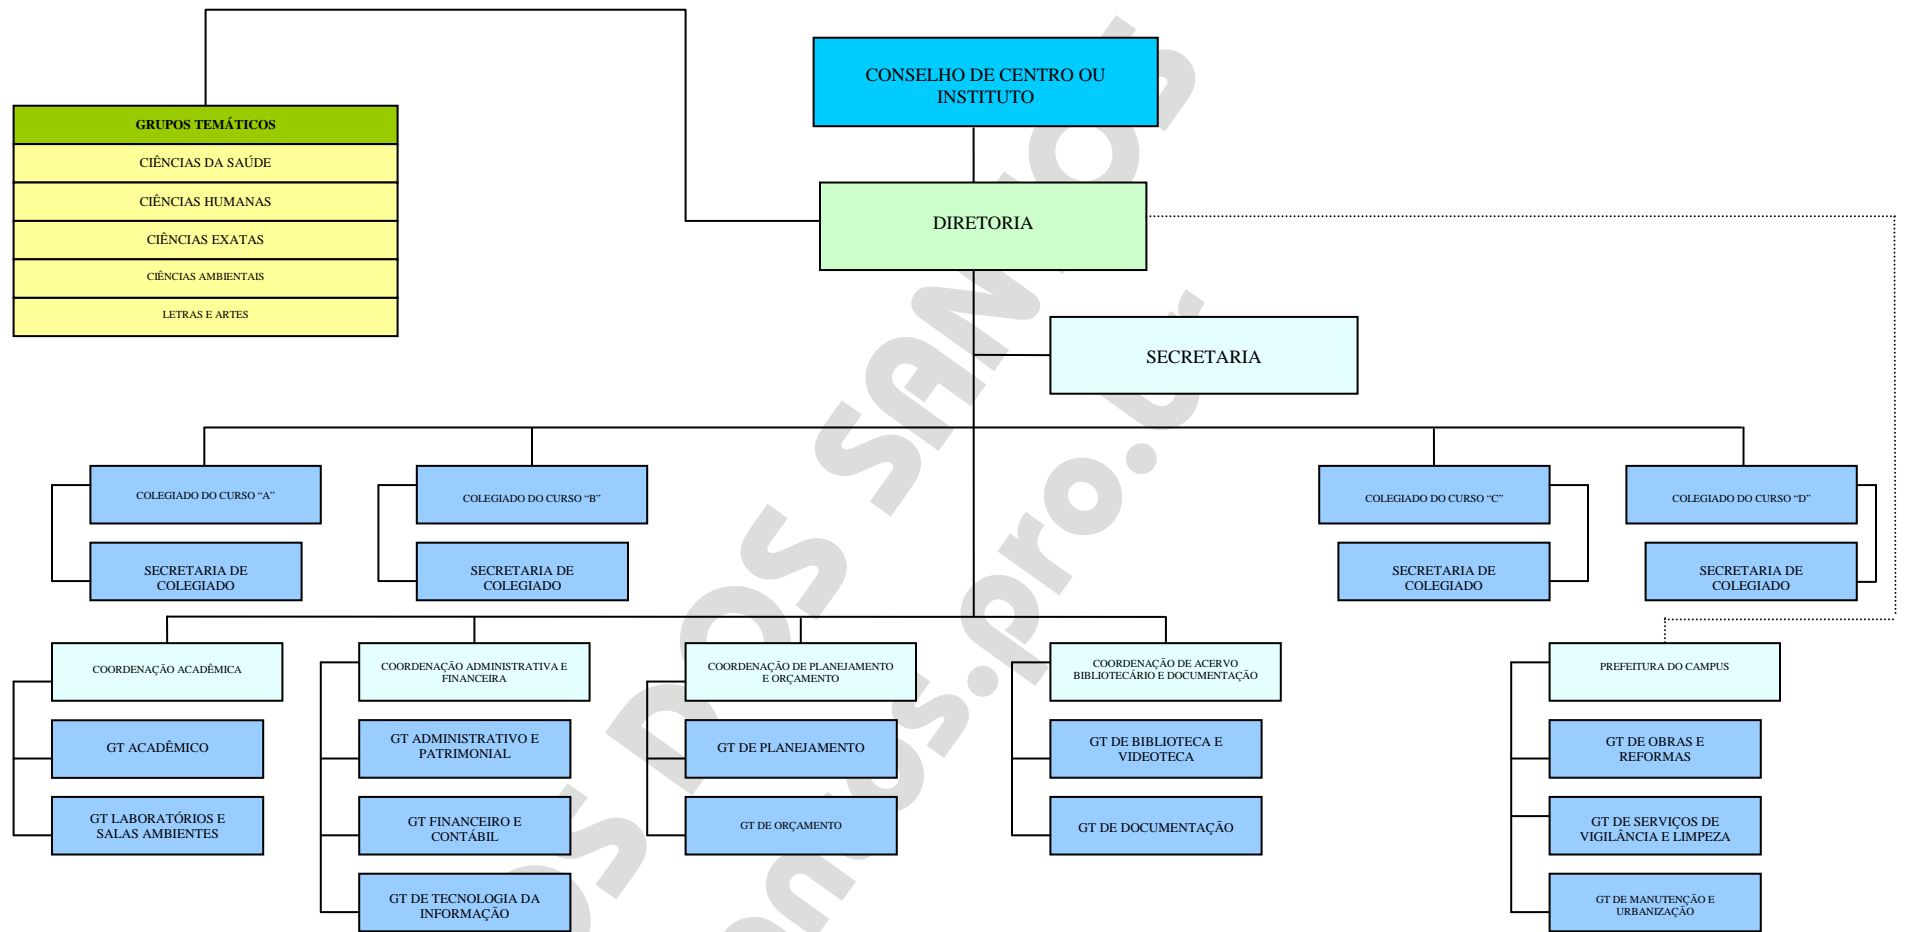 CONSELHO DE CENTRO OU
INSTITUTO
GRUPOS TEMÁTICOS
CIÊNCIAS DA SAÚDE
CIÊNCIAS HUMANAS
CIÊNCIAS EXATAS
CIÊNCIAS AMBIENTAIS
LETRAS E ARTES
DIRETORIA
SECRETARIA
COLEGIADO DO CURSO “A”
COLEGIADO DO CURSO “B”
COLEGIADO DO CURSO “C”
COLEGIADO DO CURSO “D”
SECRETARIA DE
COLEGIADO
SECRETARIA DE
COLEGIADO
SECRETARIA DE
COLEGIADO
SECRETARIA DE
COLEGIADO
COORDENAÇÃO ACADÊMICA
COORDENAÇÃO ADMINISTRATIVA E
FINANCEIRA
COORDENAÇÃO DE PLANEJAMENTO
E ORÇAMENTO
COORDENAÇÃO DE ACERVO
BIBLIOTECÁRIO E DOCUMENTAÇÃO
PREFEITURA DO CAMPUS
GT ACADÊMICO
GT ADMINISTRATIVO E
PATRIMONIAL
GT DE PLANEJAMENTO
GT DE BIBLIOTECA E
VIDEOTECA
GT DE OBRAS E
REFORMAS
GT LABORATÓRIOS E
SALAS AMBIENTES
GT FINANCEIRO E
CONTÁBIL
GT DE ORÇAMENTO
GT DE DOCUMENTAÇÃO
GT DE SERVIÇOS DE
VIGILÂNCIA E LIMPEZA
GT DE TECNOLOGIA DA
INFORMAÇÃO
GT DE MANUTENÇÃO E
URBANIZAÇÃO
DOS SANTOS